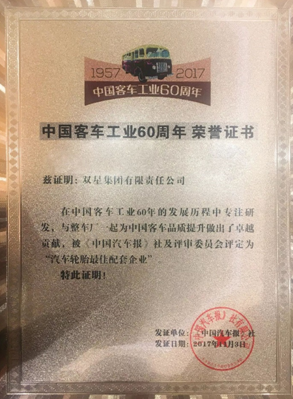 1957
2017
中国客车工业60周年
中国客车工业60周年 荣誉证书
兹证明：双星集团有限责任公司
在中国客车工业60年的发展历程中专注研
发，与整车厂一起为中国客车品质提升做出了卓越
贡献，被《中国汽车报》社及评审委员会评定为
“汽车轮胎最佳配套企业”
特此证明！
发证单位：《中国汽车报》社
发证日期：2017年11月3日